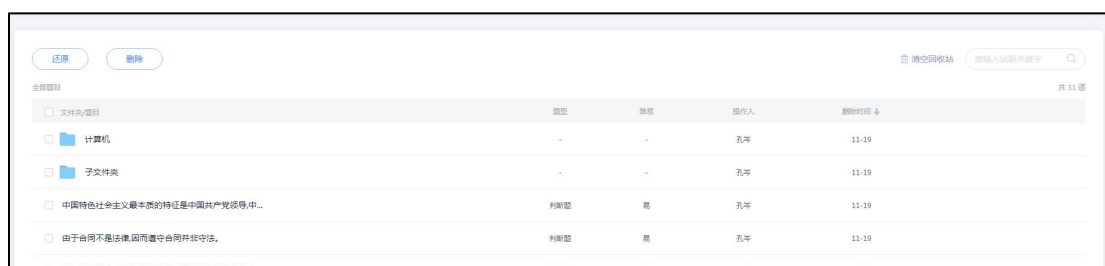 还原 删除 清空回收站 请输入试题关键字
全部题目 共 31 道
文件夹/题目 题型 难易 操作人 删除时间
计算机 - - 孔岑 11-19
子文件夹 - - 孔岑 11-19
中国特色社会主义最本质的特征是中国共产党领导,中... 判断题 易 孔岑 11-19
由于合同不是法律,因而遵守合同并非守法。 判断题 易 孔岑 11-19